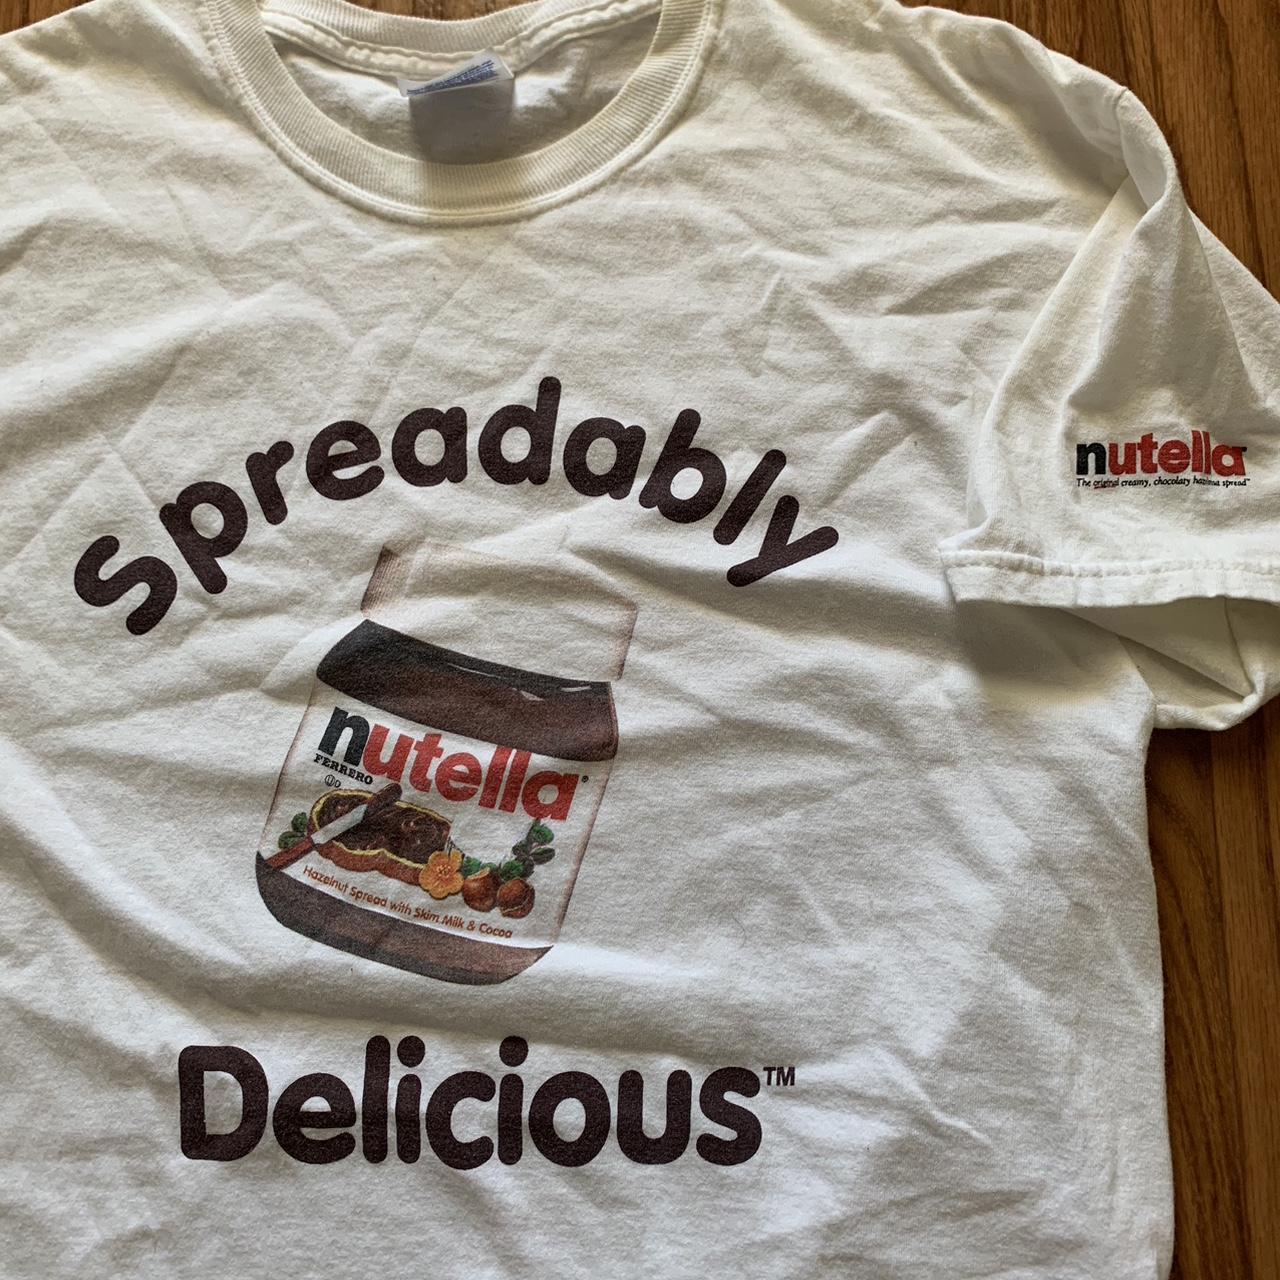 Spreadably
nutella
The original creamy, chocolaty hazelnut spread™
nutella®
FERRERO
Hazelnut Spread with Skim Milk & Cocoa
Delicious™